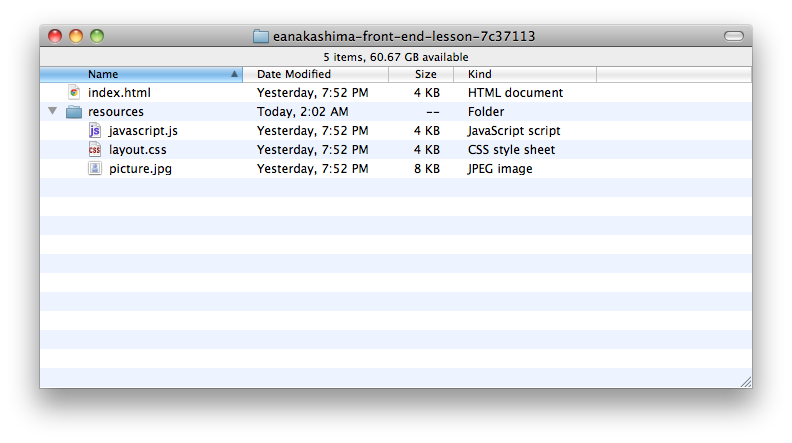 eanakashima-front-end-lesson-7c37113
5 items, 60.67 GB available
Name Date Modified Size Kind
index.html Yesterday, 7:52 PM 4 KB HTML document
resources Today, 2:02 AM -- Folder
js javascript.js Yesterday, 7:52 PM 4 KB JavaScript script
css layout.css Yesterday, 7:52 PM 4 KB CSS style sheet
picture.jpg Yesterday, 7:52 PM 8 KB JPEG image